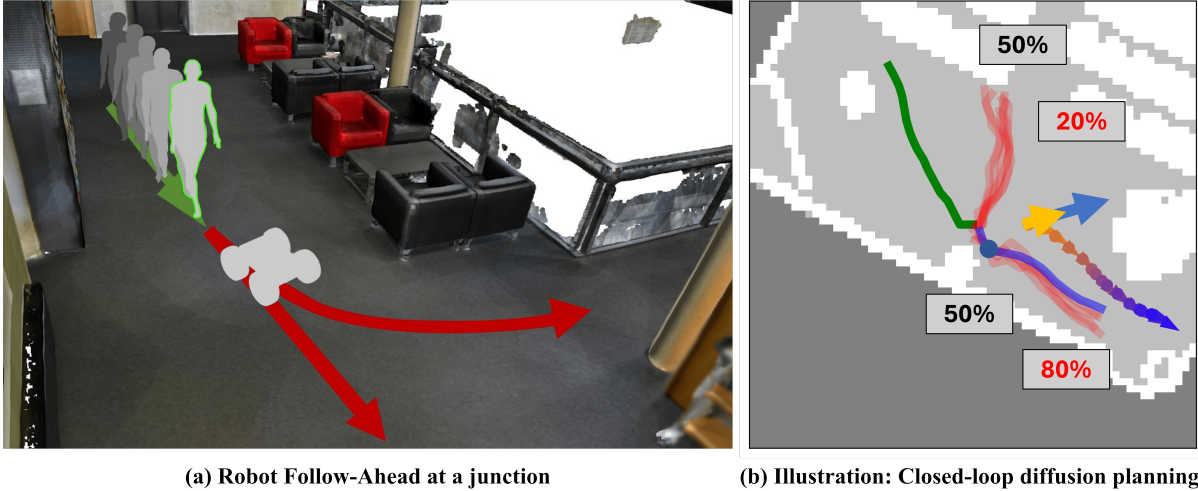 50%
20%
50%
80%
(a) Robot Follow-Ahead at a junction
(b) Illustration: Closed-loop diffusion planning